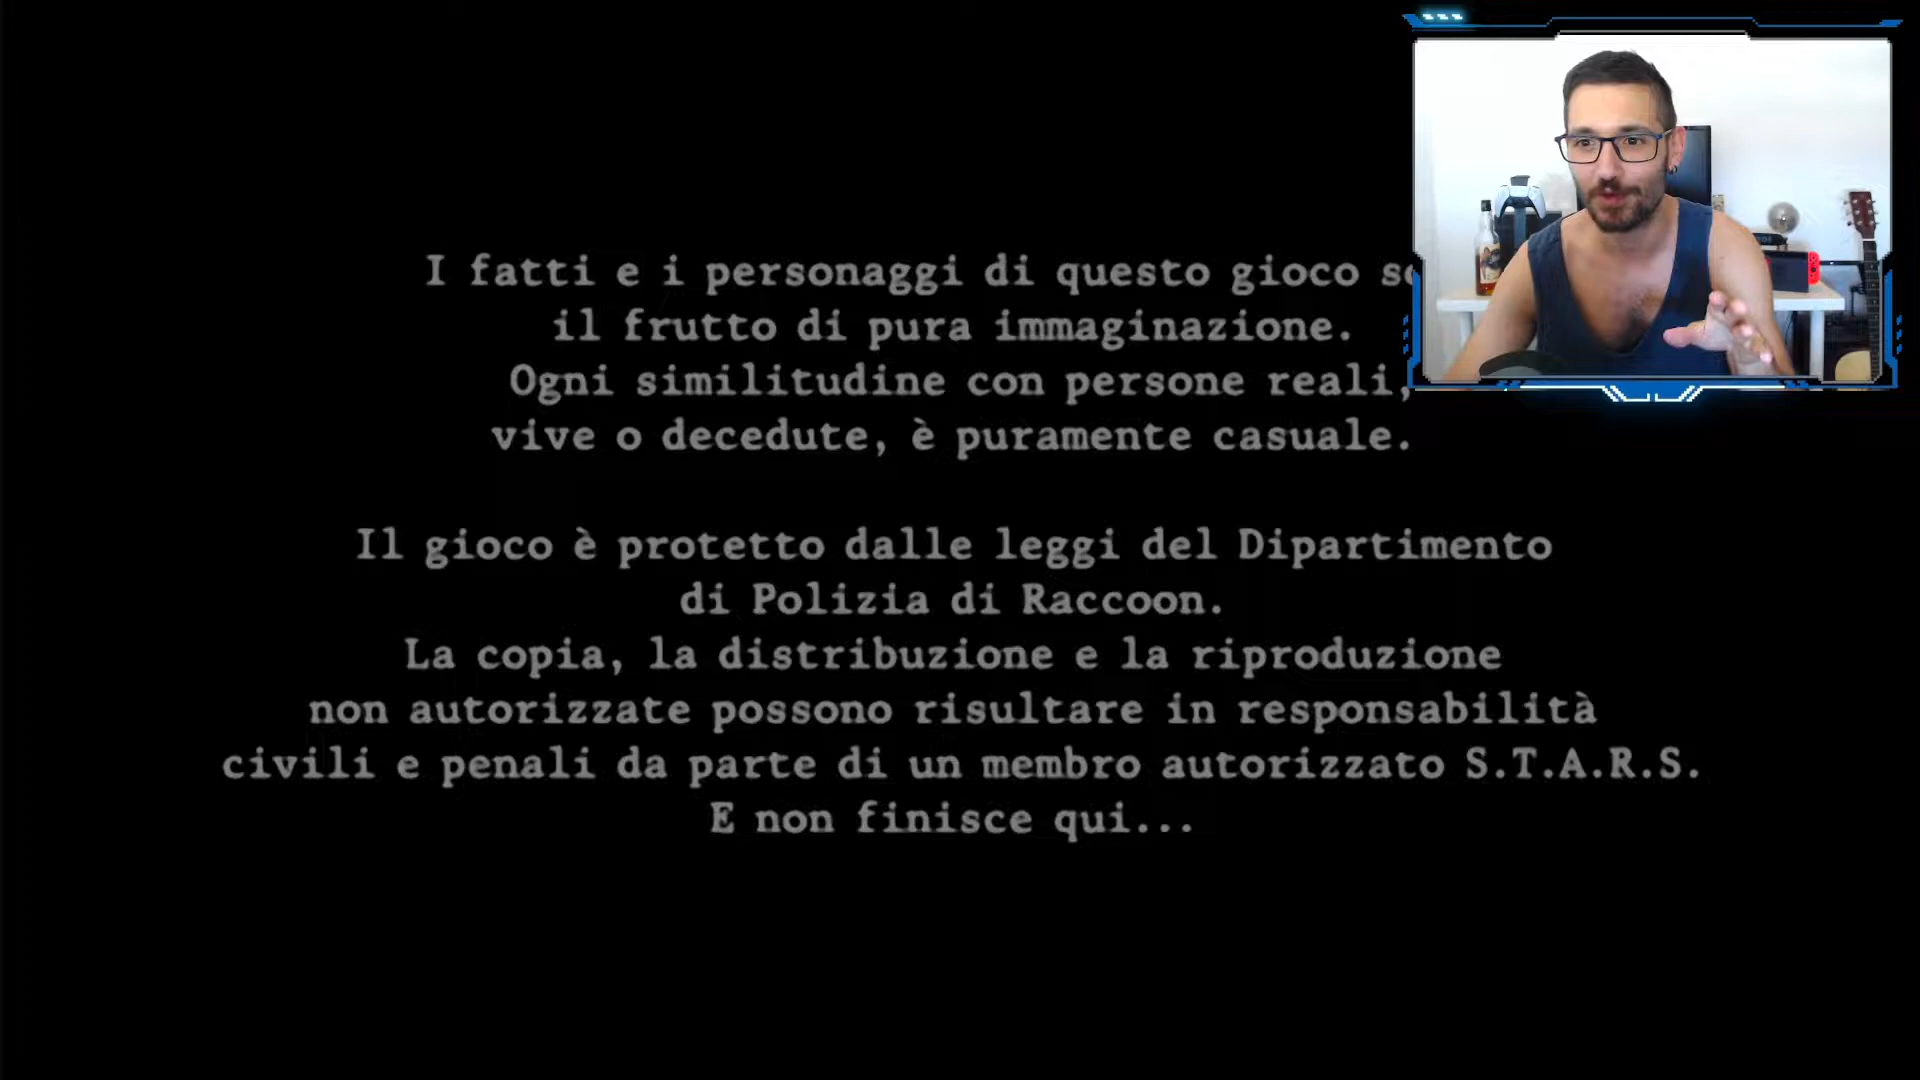 I fatti e i personaggi di questo gioco
il frutto di pura immaginazione.
Ogni similitudine con persone reali,
vive o decedute, è puramente casuale.
Il gioco è protetto dalle leggi del Dipartimento
di Polizia di Raccoon.
La copia, la distribuzione e la riproduzione
non autorizzate possono risultare in responsabilità
civili e penali da parte di un membro autorizzato S.T.A.R.S.
E non finisce qui...